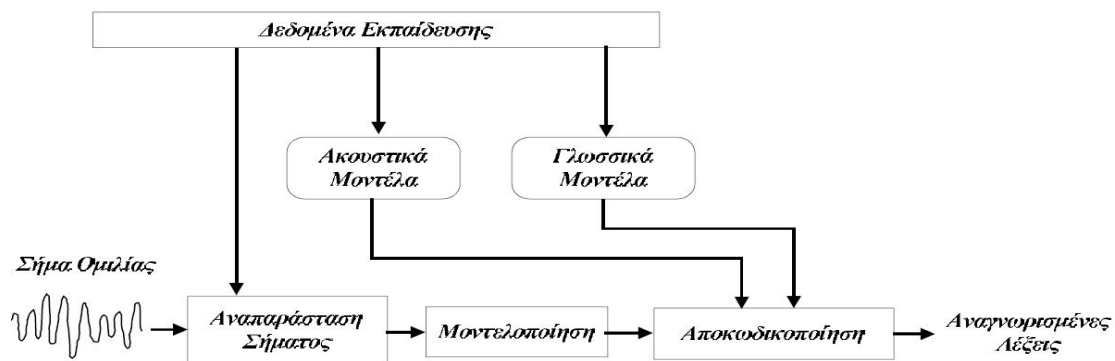 Δεδομένα Εκπαίδευσης
Ακουστικά
Μοντέλα
Γλωσσικά
Μοντέλα
Σήμα Ομιλίας
Αναπαράσταση
Σήματος
Μοντελοποίηση
Αποκωδικοποίηση
Αναγνωρισμένες
Λέξεις